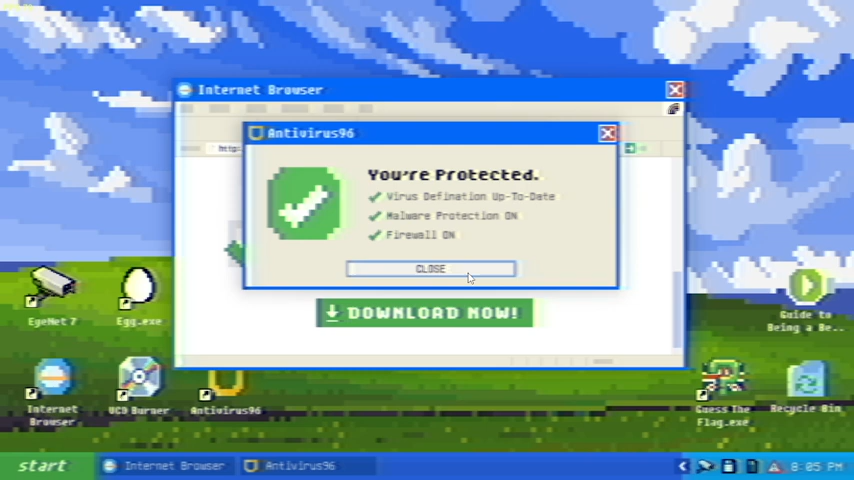 Internet Browser
Antivirus96
http:
You're Protected.
Virus Defination Up-To-Date
Malware Protection ON
Firewall ON
CLOSE
DOWNLOAD NOW!
EyeNet 7
Egg.exe
Guide to
Being a Be...
Internet
Browser
VCD Burner
Antivirus96
Guess The
Flag.exe
Recycle Bin
start
Internet Browser
Antivirus96
8:05 PM